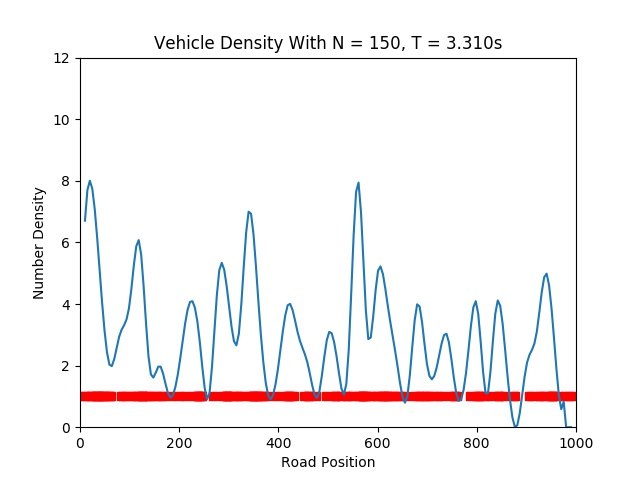 Vehicle Density With N = 150, T = 3.310s
12
10
8
6
4
2
0
Number Density
0 200 400 600 800 1000
Road Position